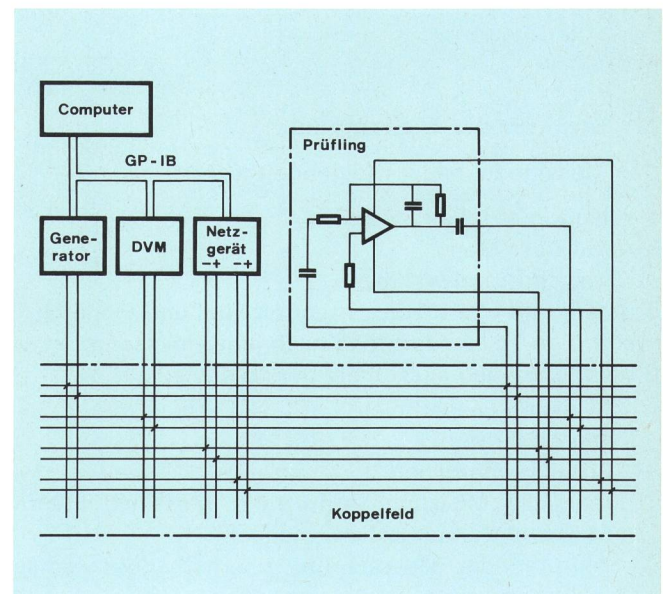 Computer
GP-IB
Prüfling
Gene-
rator
DVM
Netz-
gerät
-+ -+
Koppelfeld